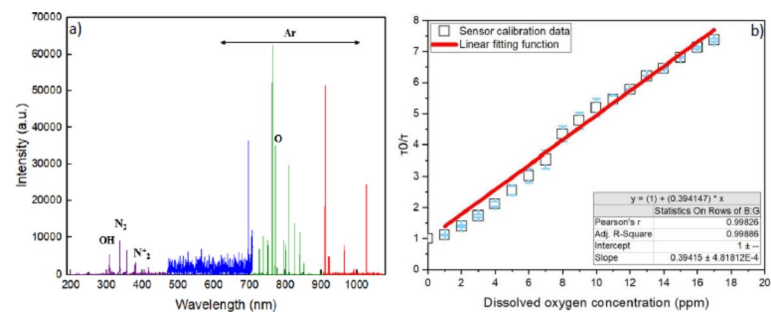 a)
70000
60000
50000
40000
30000
20000
10000
0
Intensity (a.u.)
Ar
O
OH
N2
N+2
200 300 400 500 600 700 800 900 1000
Wavelength (nm)
b)
8
7
6
5
4
3
2
1
0
τ0/τ
Sensor calibration data
Linear fitting function
y = (1) + (0.394147) * x
Statistics On Rows of B:G
Pearson's r 0.99826
Adj. R-Square 0.99886
Intercept 1 ± --
Slope 0.39415 ± 4.81812E-4
0 2 4 6 8 10 12 14 16 18
Dissolved oxygen concentration (ppm)